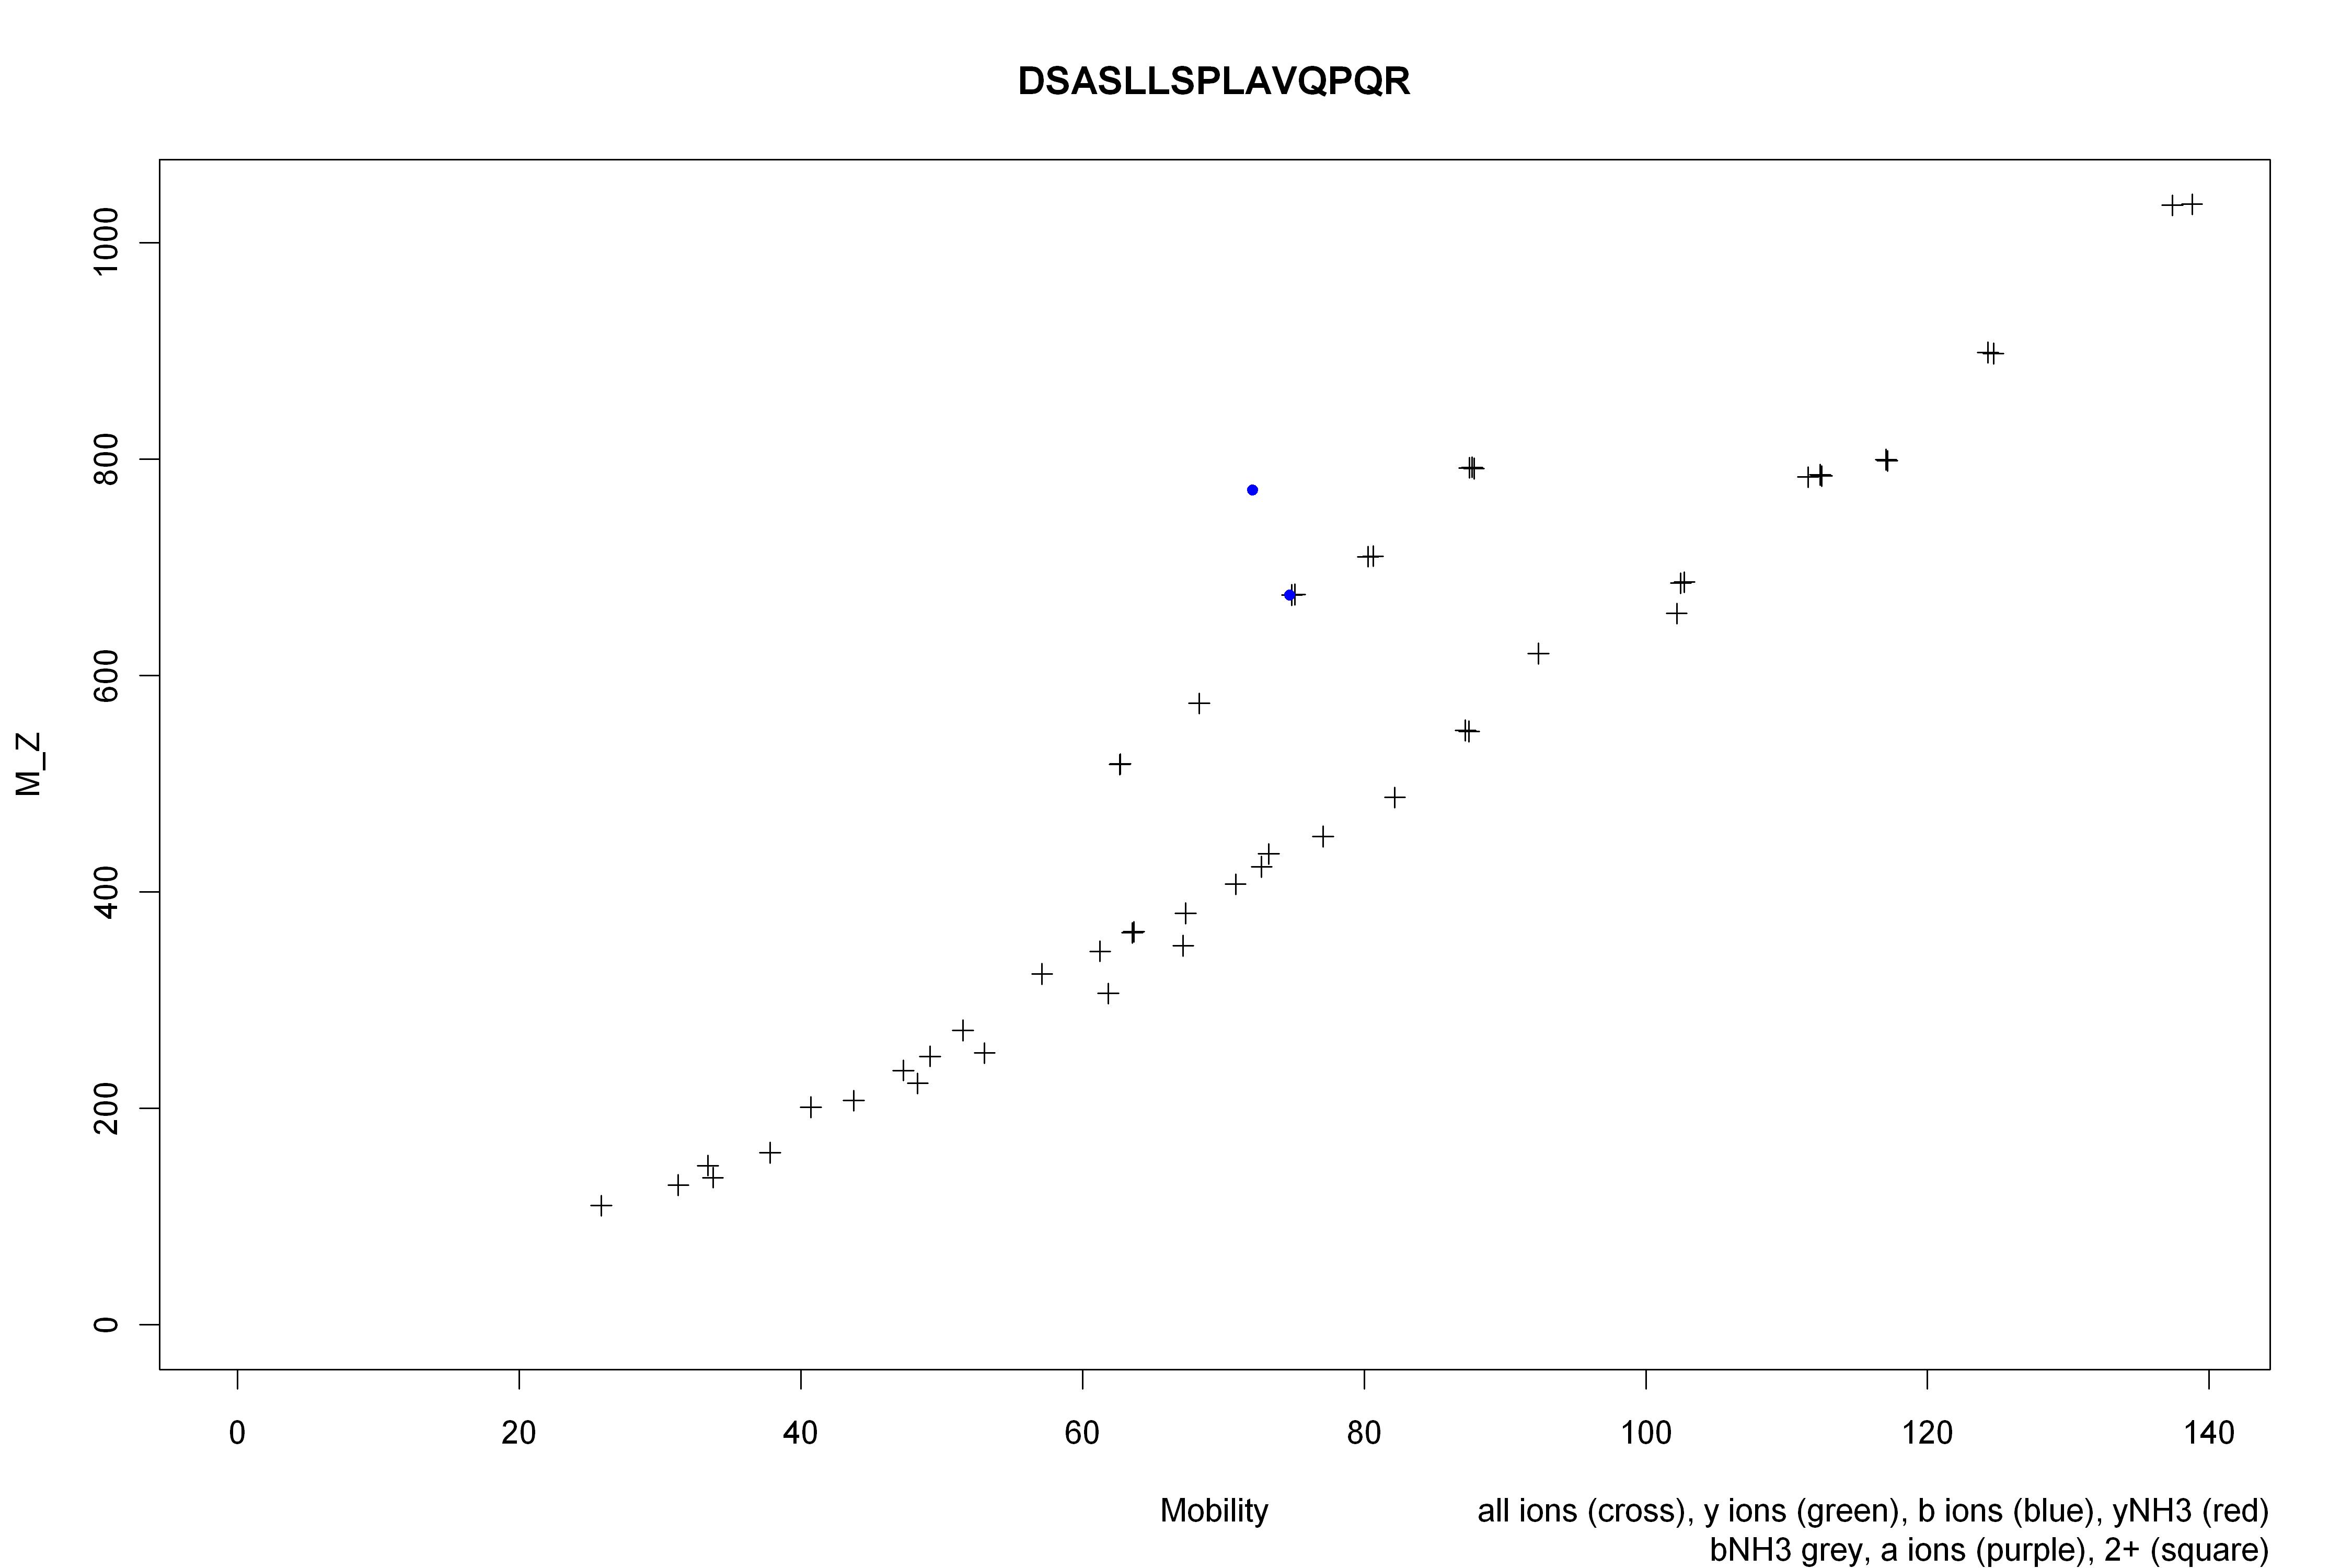 DSASLLSPLAVQPQR
1000
800
600
400
200
0
M_Z
0 20 40 60 80 100 120 140
Mobility
all ions (cross), y ions (green), b ions (blue), yNH3 (red)
bNH3 grey, a ions (purple), 2+ (square)